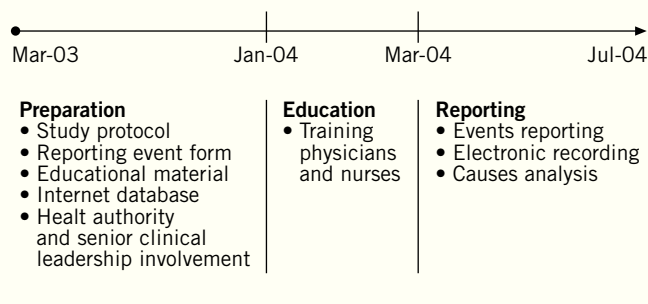 Mar-03 Jan-04 Mar-04 Jul-04
Preparation
• Study protocol
• Reporting event form
• Educational material
• Internet database
• Healt authority
and senior clinical
leadership involvement
Education
• Training
physicians
and nurses
Reporting
• Events reporting
• Electronic recording
• Causes analysis